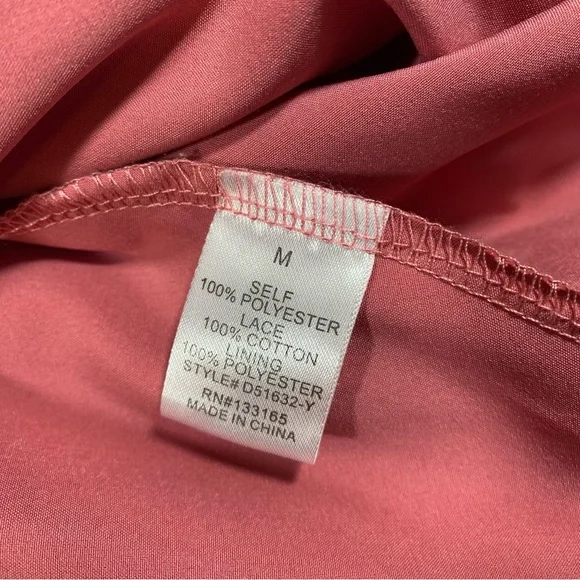 M
SELF
100% POLYESTER
LACE
100% COTTON
LINING
100% POLYESTER
STYLE# D51632-Y
RN#133165
MADE IN CHINA